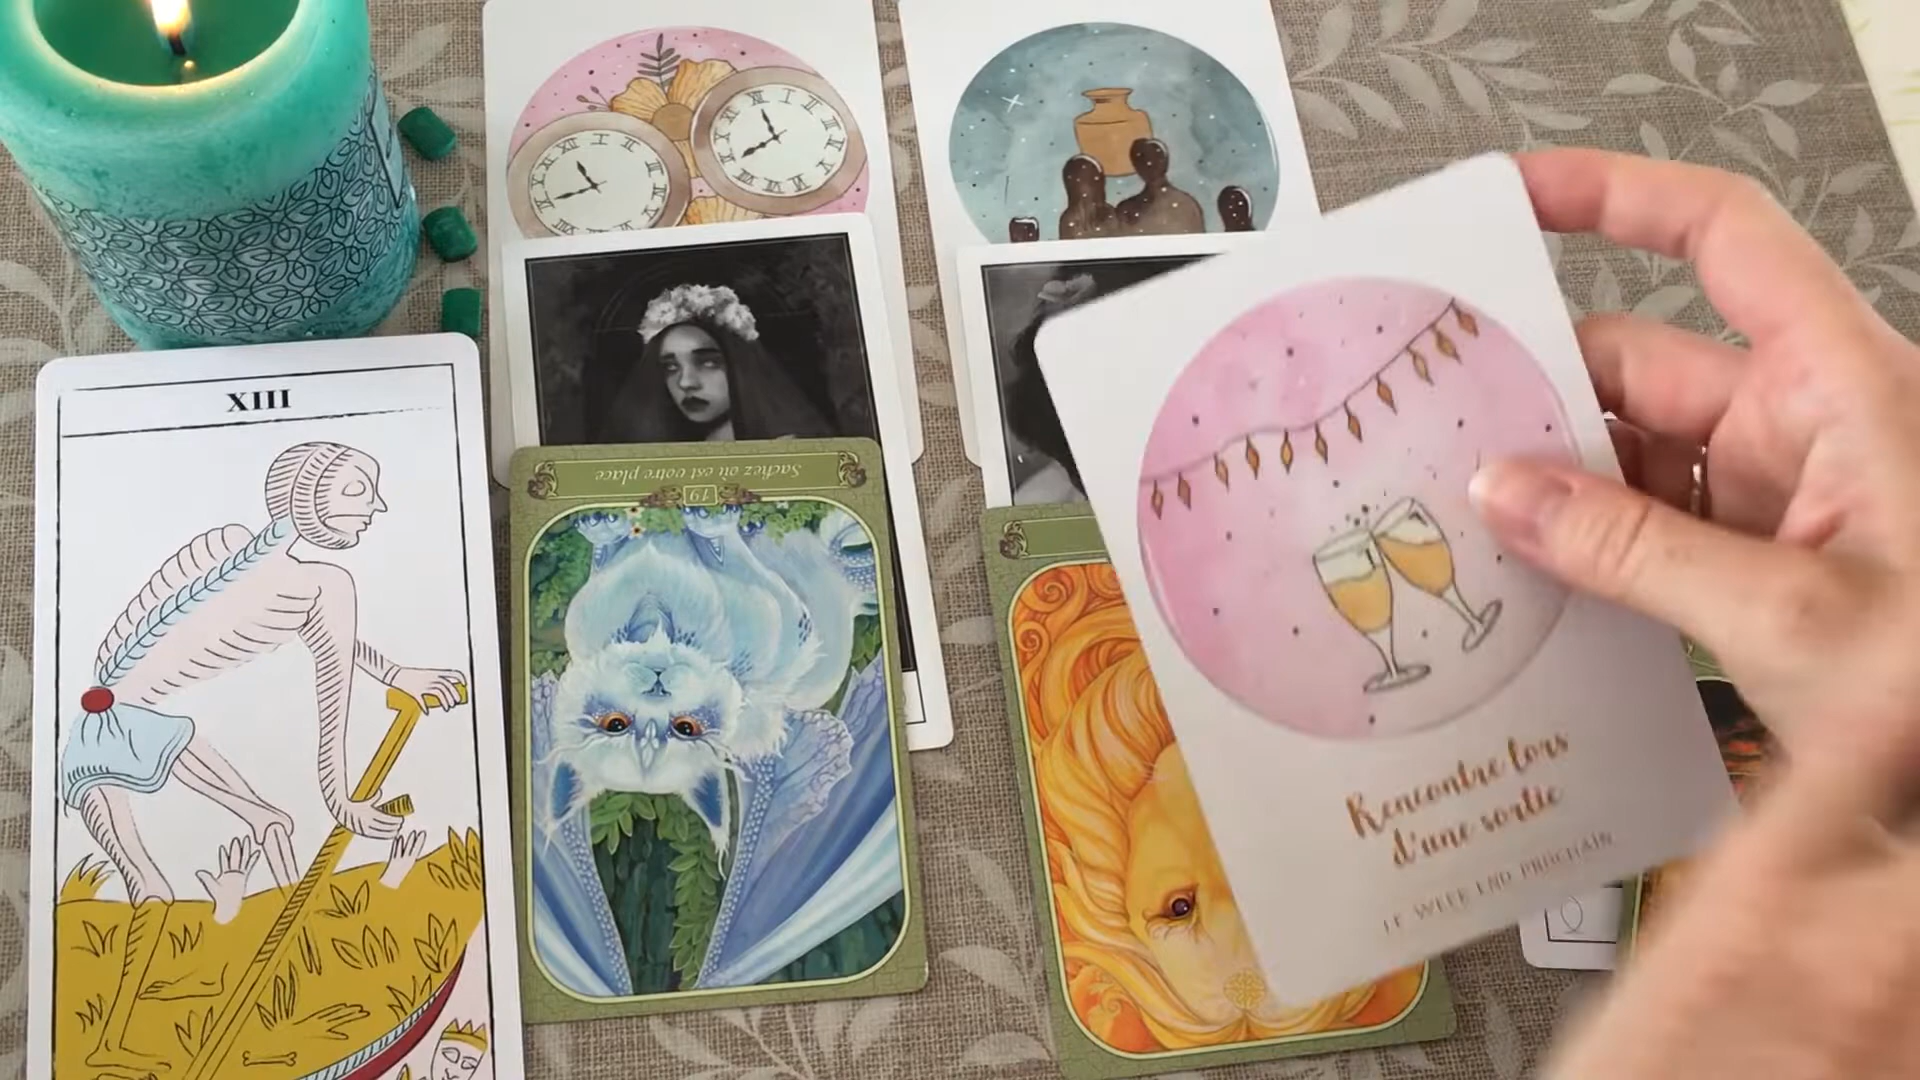 XIII
Sachez où est votre place
19
Rencontre lors
d'une sortie
LE WEEK END PROCHAIN